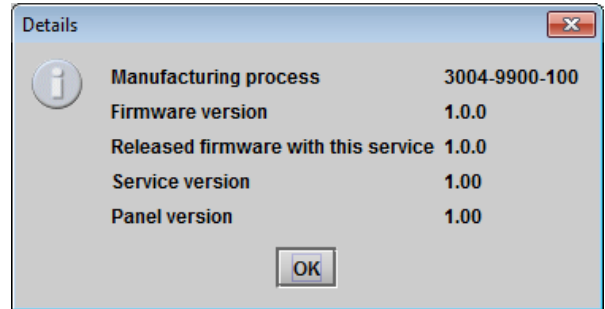 Details
Manufacturing process 3004-9900-100
Firmware version 1.0.0
Released firmware with this service 1.0.0
Service version 1.00
Panel version 1.00
OK